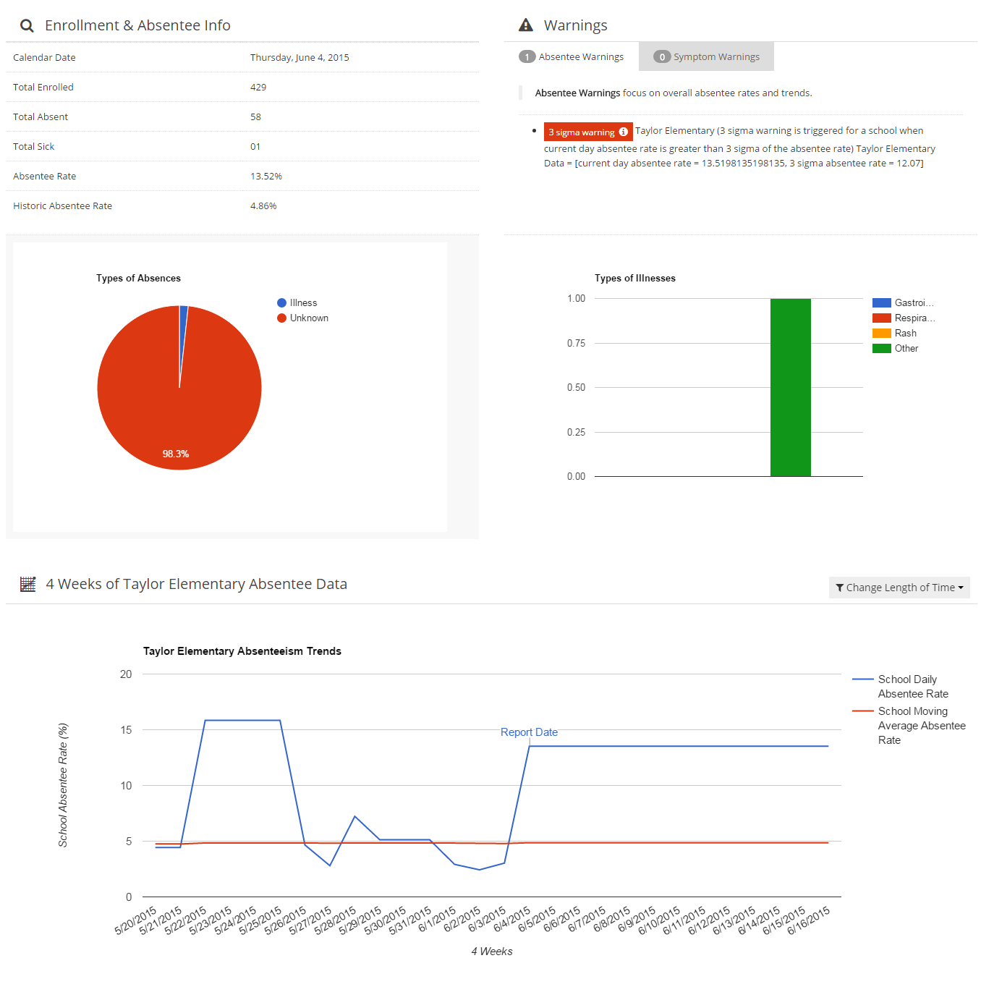 Enrollment & Absentee Info
Calendar Date Thursday, June 4, 2015
Total Enrolled 429
Total Absent 58
Total Sick 01
Absentee Rate 13.52%
Historic Absentee Rate 4.86%
Warnings
1 Absentee Warnings 0 Symptom Warnings
Absentee Warnings focus on overall absentee rates and trends.
3 sigma warning Taylor Elementary (3 sigma warning is triggered for a school when
current day absentee rate is greater than 3 sigma of the absentee rate) Taylor Elementary
Data = [current day absentee rate = 13.5198135198135, 3 sigma absentee rate = 12.07]
Types of Absences
Illness
Unknown
98.3%
Types of Illnesses
1.00
0.75
0.50
0.25
0.00
Gastroi...
Respira...
Rash
Other
4 Weeks of Taylor Elementary Absentee Data
Change Length of Time
Taylor Elementary Absenteeism Trends
School Absentee Rate (%)
20
15
10
5
0
Report Date
School Daily
Absentee Rate
School Moving
Average Absentee
Rate
5/20/2015
5/21/2015
5/22/2015
5/23/2015
5/24/2015
5/25/2015
5/26/2015
5/27/2015
5/28/2015
5/29/2015
5/30/2015
5/31/2015
6/1/2015
6/2/2015
6/3/2015
6/4/2015
6/5/2015
6/6/2015
6/7/2015
6/8/2015
6/9/2015
6/10/2015
6/11/2015
6/12/2015
6/13/2015
6/14/2015
6/15/2015
6/16/2015
4 Weeks